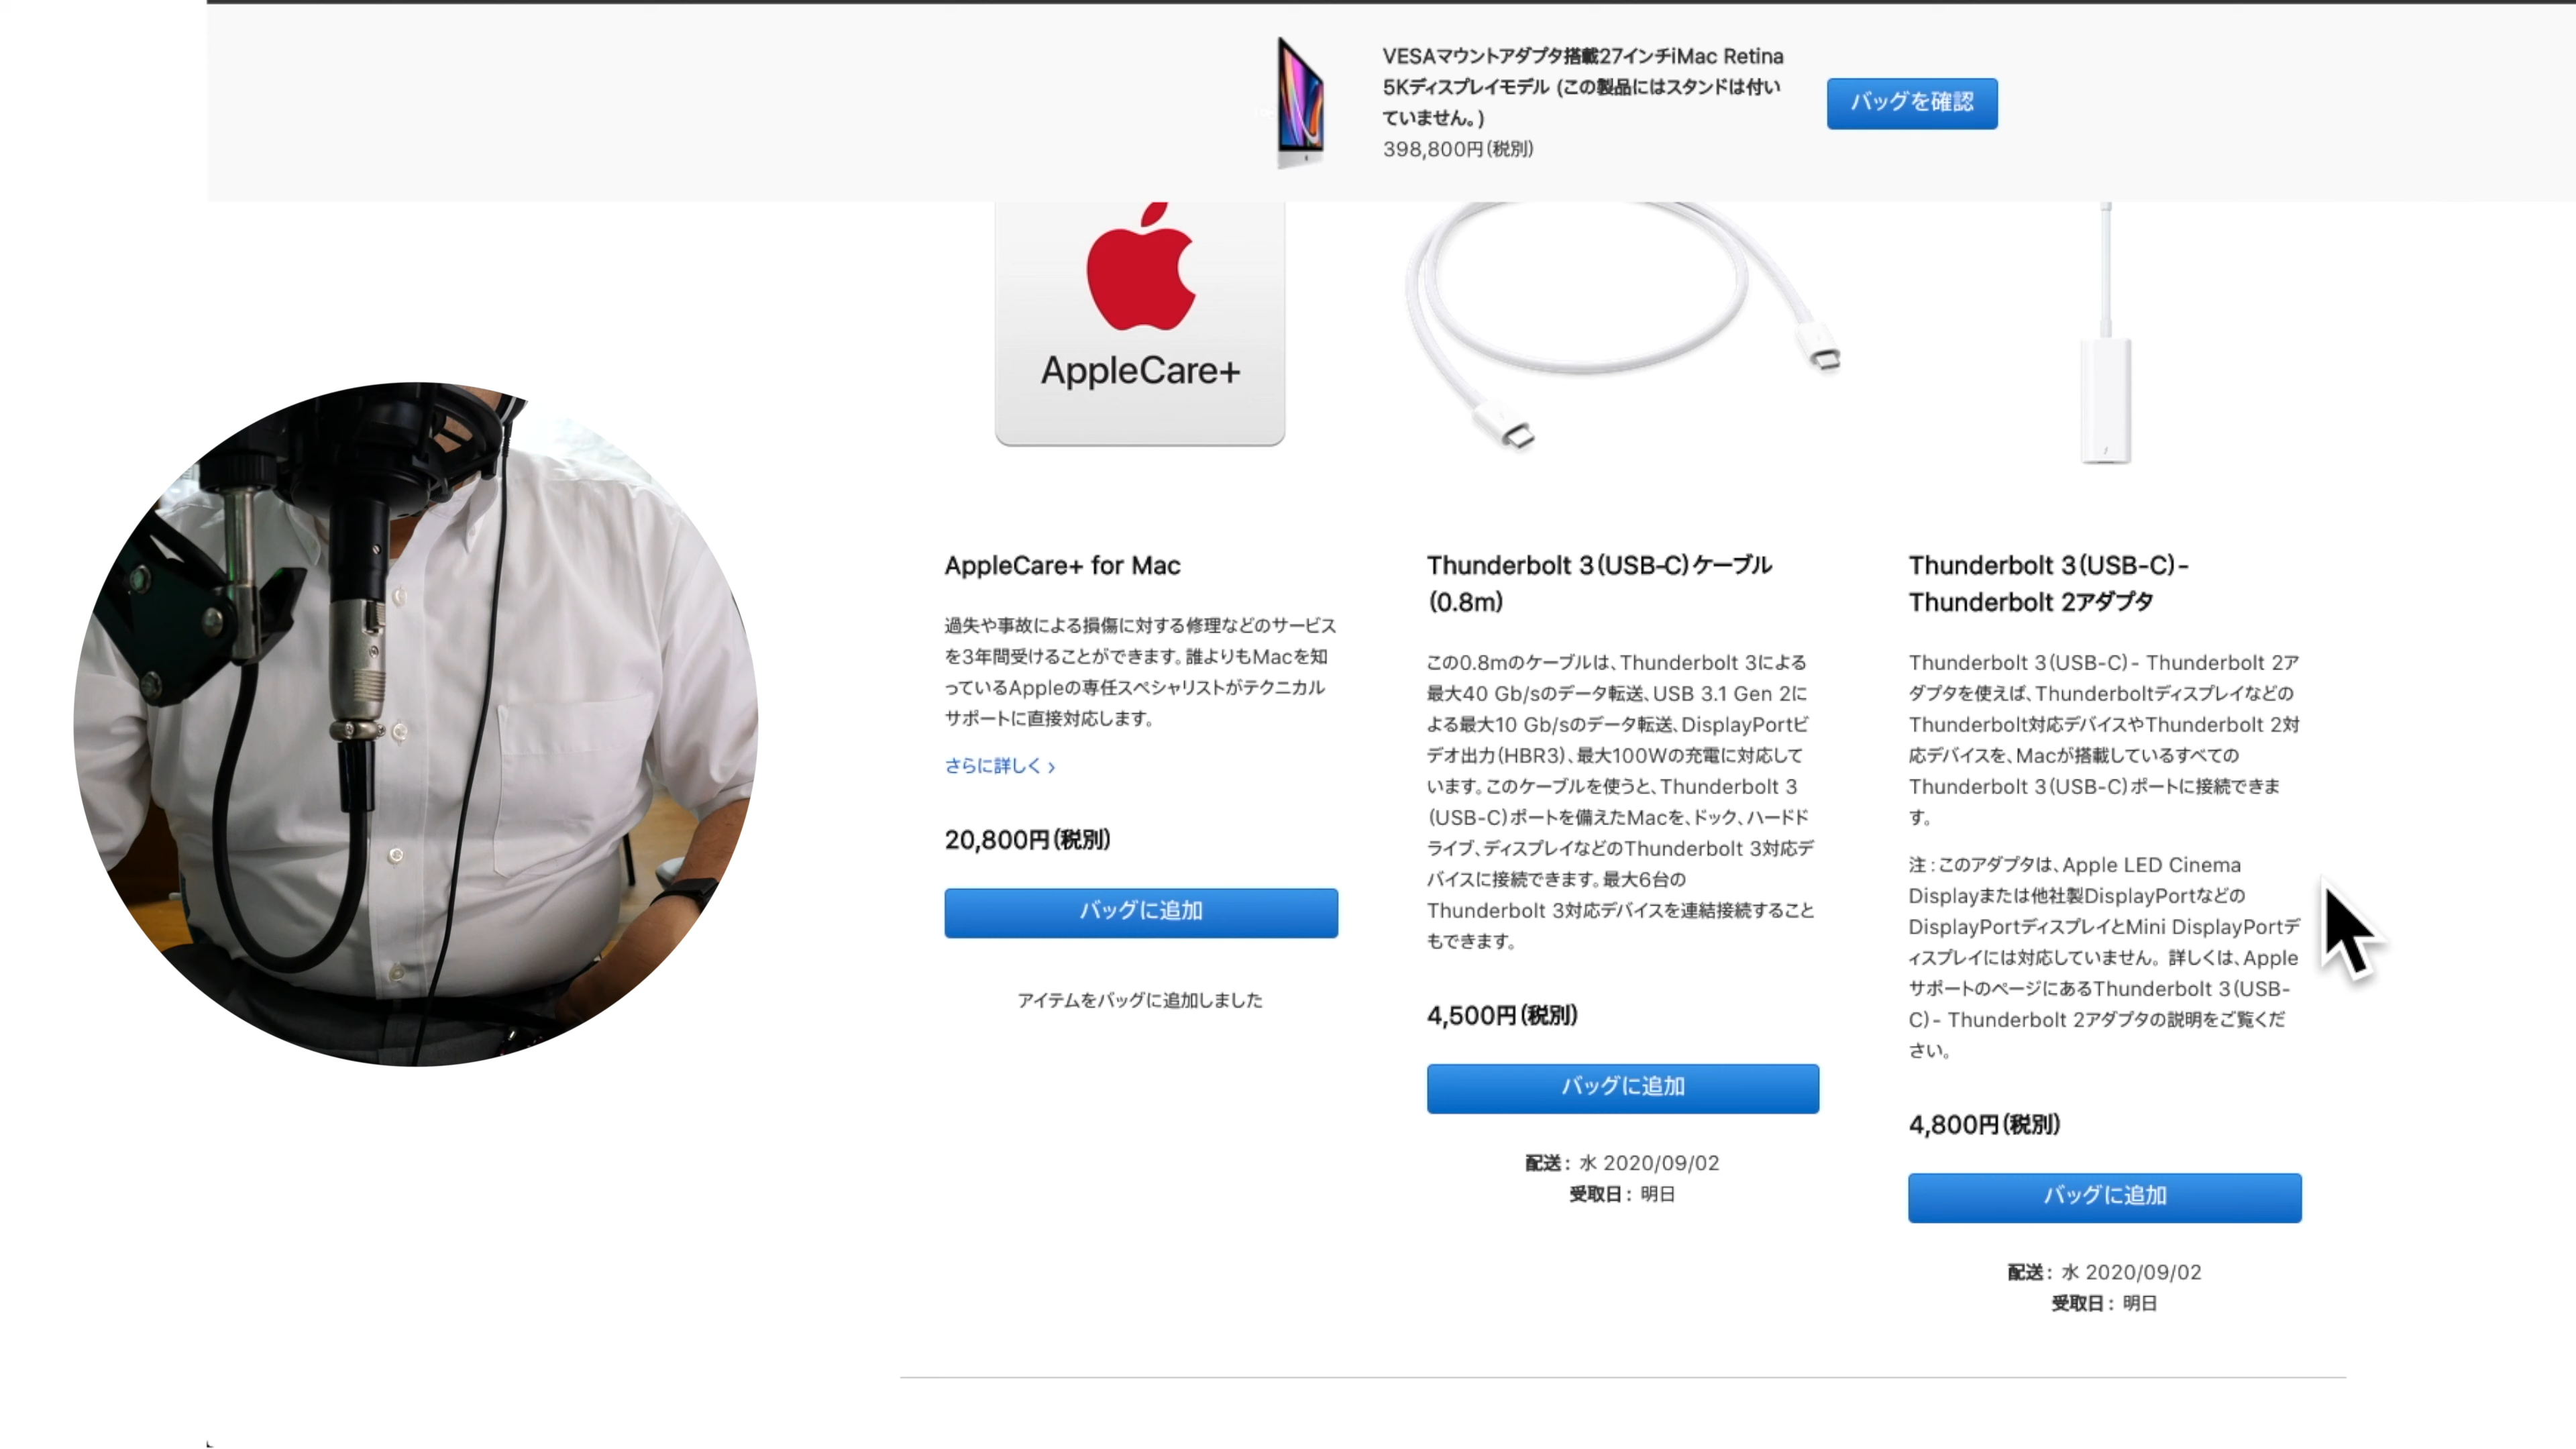 VESAマウントアダプタ搭載27インチiMac Retina
5Kディスプレイモデル (この製品にはスタンドは付い
ていません。)
398,800円(税別)
バッグを確認
AppleCare+
AppleCare+ for Mac
過失や事故による損傷に対する修理などのサービス
を3年間受けることができます。誰よりもMacを知
っているAppleの専任スペシャリストがテクニカル
サポートに直接対応します。
さらに詳しく ›
20,800円(税別)
バッグに追加
アイテムをバッグに追加しました
Thunderbolt 3(USB-C)ケーブル
(0.8m)
この0.8mのケーブルは、Thunderbolt 3による
最大40 Gb/sのデータ転送、USB 3.1 Gen 2に
よる最大10 Gb/sのデータ転送、DisplayPortビ
デオ出力(HBR3)、最大100Wの充電に対応して
います。このケーブルを使うと、Thunderbolt 3
(USB-C)ポートを備えたMacを、ドック、ハードド
ライブ、ディスプレイなどのThunderbolt 3対応デ
バイスに接続できます。最大6台の
Thunderbolt 3対応デバイスを連結接続すること
もできます。
4,500円(税別)
バッグに追加
配送: 水 2020/09/02
受取日: 明日
Thunderbolt 3(USB-C)-
Thunderbolt 2アダプタ
Thunderbolt 3(USB-C)- Thunderbolt 2ア
ダプタを使えば、Thunderboltディスプレイなどの
Thunderbolt対応デバイスやThunderbolt 2対
応デバイスを、Macが搭載しているすべての
Thunderbolt 3(USB-C)ポートに接続できま
す。
注:このアダプタは、Apple LED Cinema
Displayまたは他社製DisplayPortなどの
DisplayPortディスプレイとMini DisplayPortデ
ィスプレイには対応していません。詳しくは、Apple
サポートのページにあるThunderbolt 3(USB-
C)- Thunderbolt 2アダプタの説明をご覧くだ
さい。
4,800円(税別)
バッグに追加
配送: 水 2020/09/02
受取日: 明日